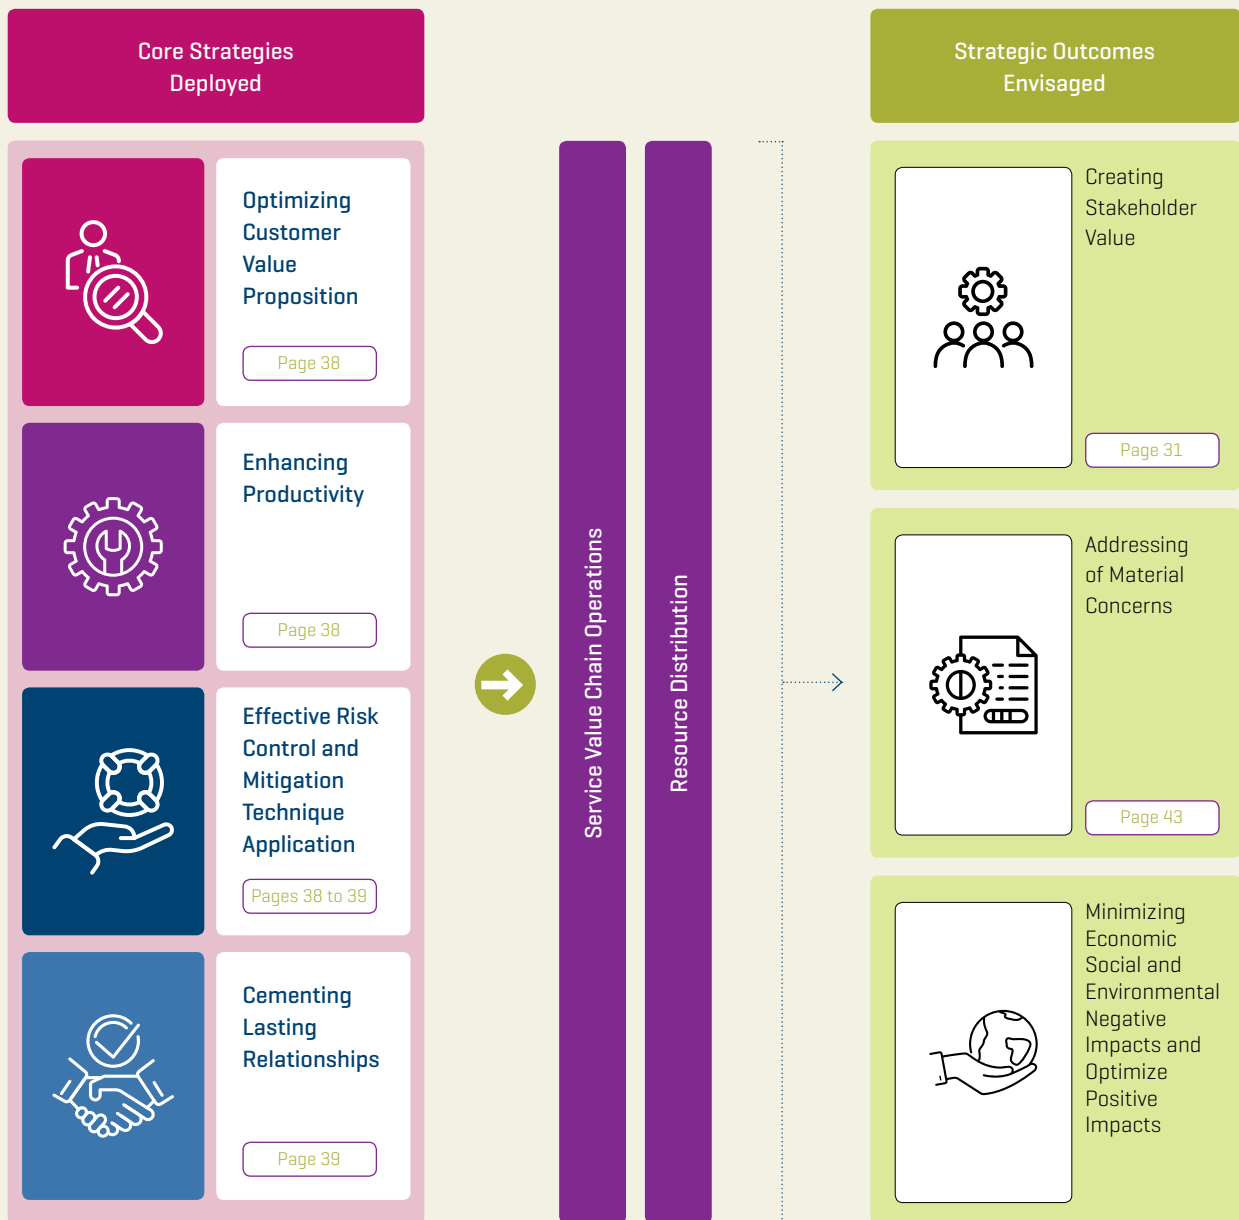 Core Strategies
Deployed
Optimizing
Customer
Value
Proposition
Page 38
Enhancing
Productivity
Page 38
Effective Risk
Control and
Mitigation
Technique
Application
Pages 38 to 39
Cementing
Lasting
Relationships
Page 39
Service Value Chain Operations
Resource Distribution
Strategic Outcomes
Envisaged
Creating
Stakeholder
Value
Page 31
Addressing
of Material
Concerns
Page 43
Minimizing
Economic
Social and
Environmental
Negative
Impacts and
Optimize
Positive
Impacts